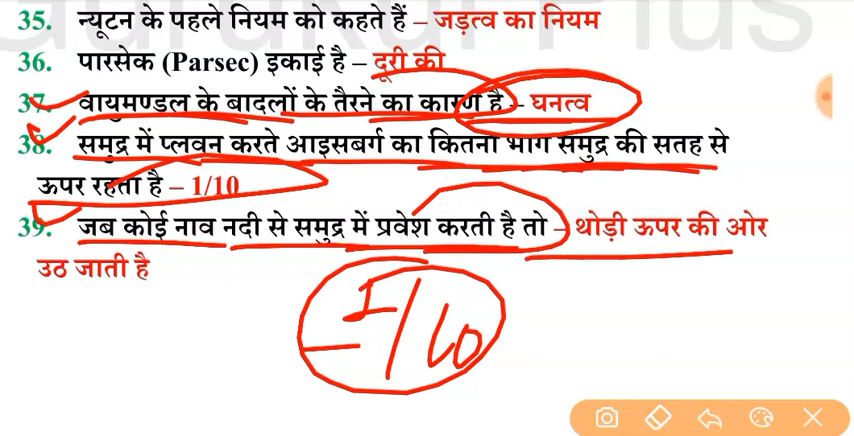 35. न्यूटन के पहले नियम को कहते हैं – जड़त्व का नियम
36. पारसेक (Parsec) इकाई है – दूरी की
37. वायुमण्डल के बादलों के तैरने का कारण है – घनत्व
38. समुद्र में प्लवन करते आइसबर्ग का कितना भाग समुद्र की सतह से
ऊपर रहता है – 1/10
39. जब कोई नाव नदी से समुद्र में प्रवेश करती है तो – थोड़ी ऊपर की ओर
उठ जाती है
1/10